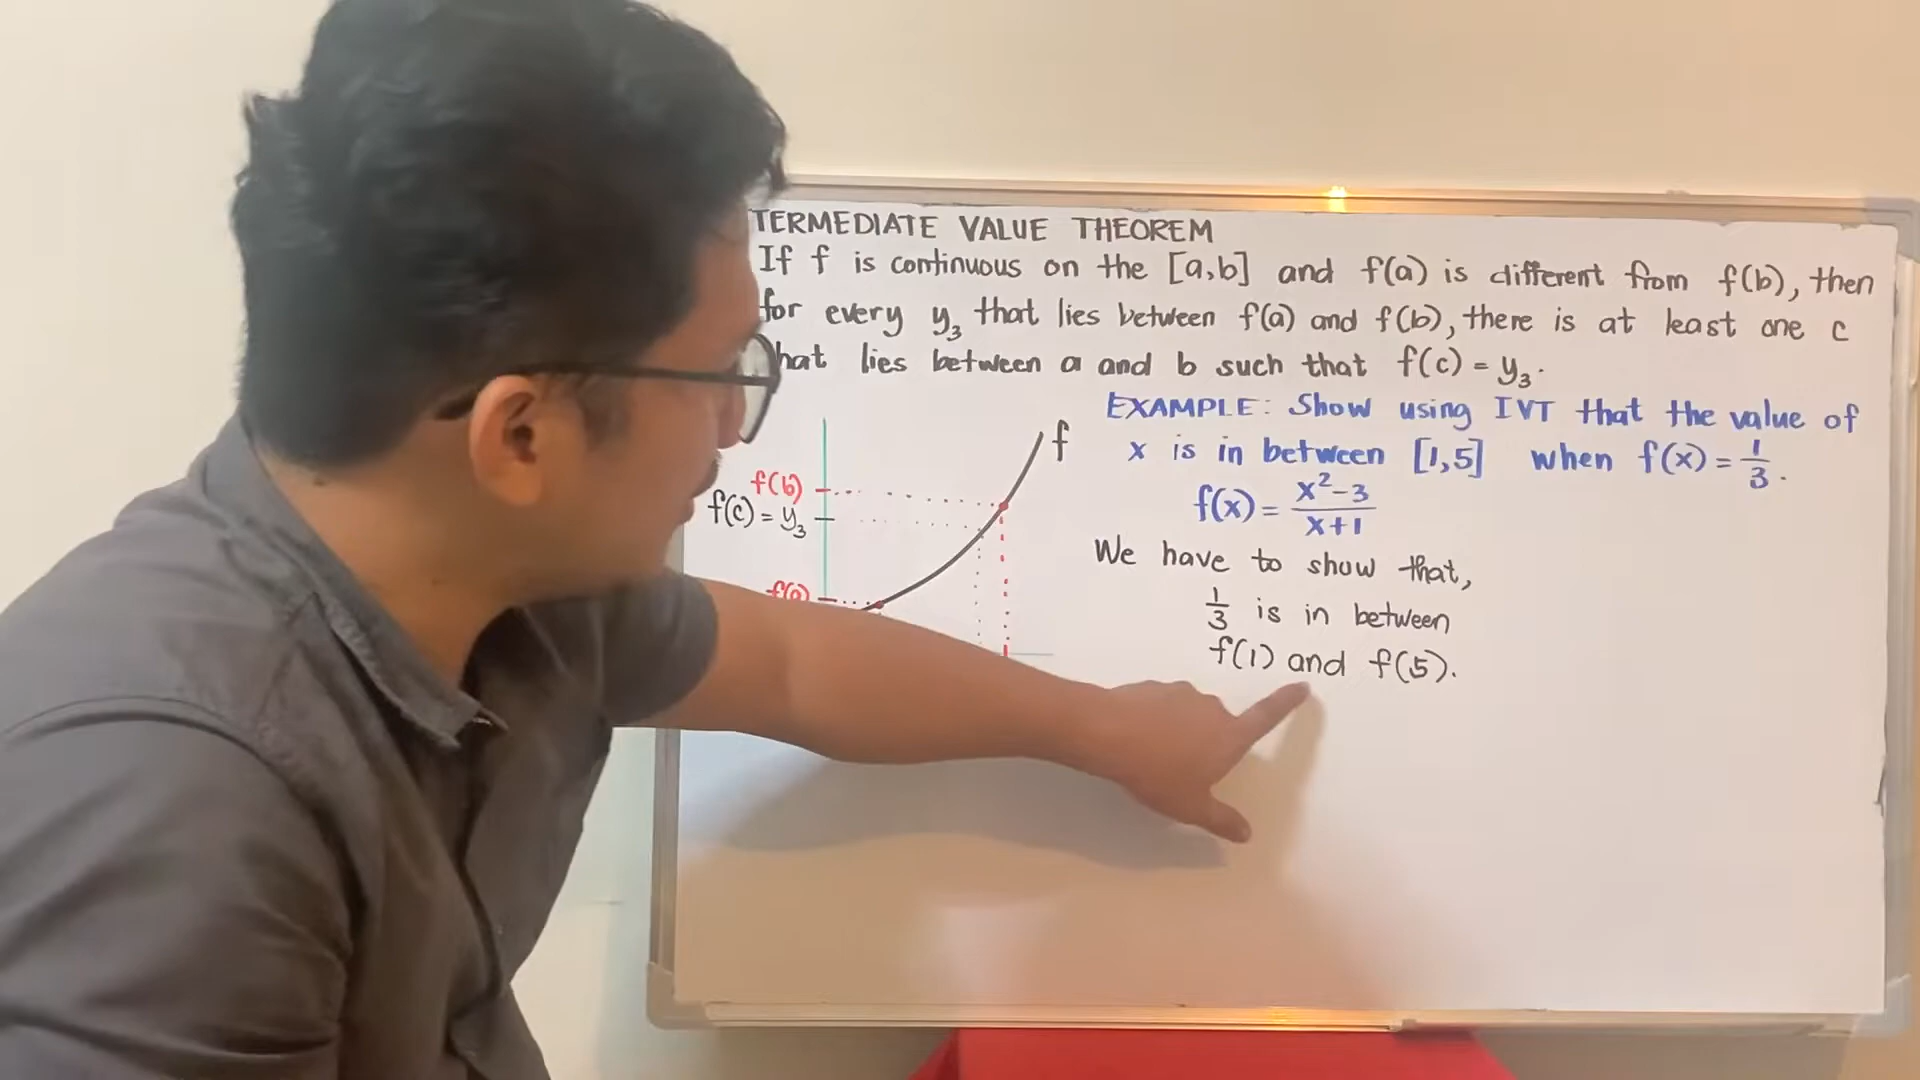 TERMEDIATE VALUE THEOREM
If f is continuous on the [a,b] and f(a) is different from f(b), then
for every y₃ that lies between f(a) and f(b), there is at least one c
hat lies between a and b such that f(c) = y₃.
EXAMPLE: Show using IVT that the value of
x is in between [1,5] when f(x) = 1/3.
f(x) = x²-3 / x+1
We have to show that,
1/3 is in between
f(1) and f(5).
f
f(b)
f(c) = y₃
f(a)